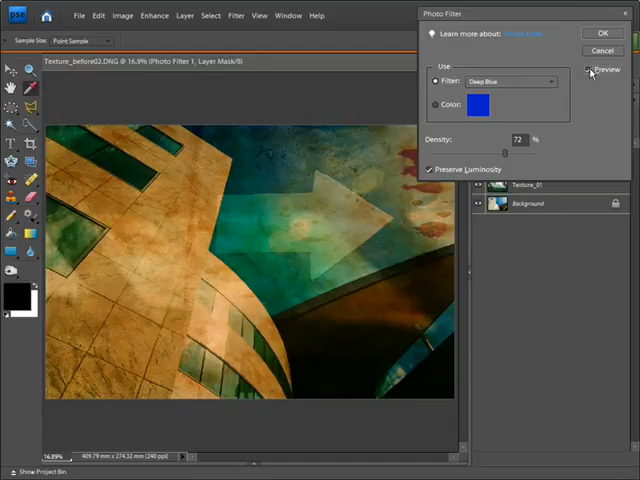 pse File Edit Image Enhance Layer Select Filter View Window Help
Photo Filter
Learn more about:
OK
Cancel
Preview
Use
Filter: Deep Blue
Color:
Density: 72 %
Preserve Luminosity
Sample Size: Point Sample
Texture_before02.DNG @ 16.9% (Photo Filter 1, Layer Mask/8)
Texture_01
Background
16.89% 409.79 mm x 274.32 mm (240 ppi)
Show Project Bin